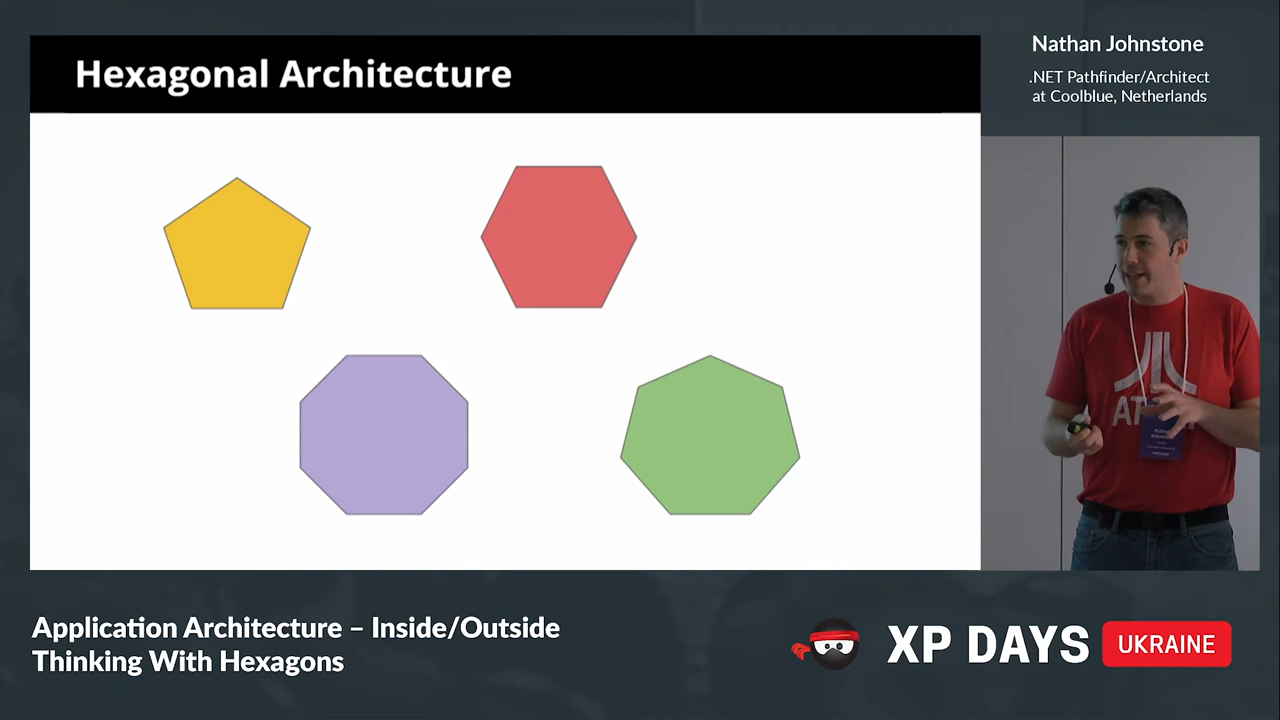 Hexagonal Architecture
Nathan Johnstone
.NET Pathfinder/Architect
at Coolblue, Netherlands
Application Architecture – Inside/Outside
Thinking With Hexagons
XP DAYS UKRAINE